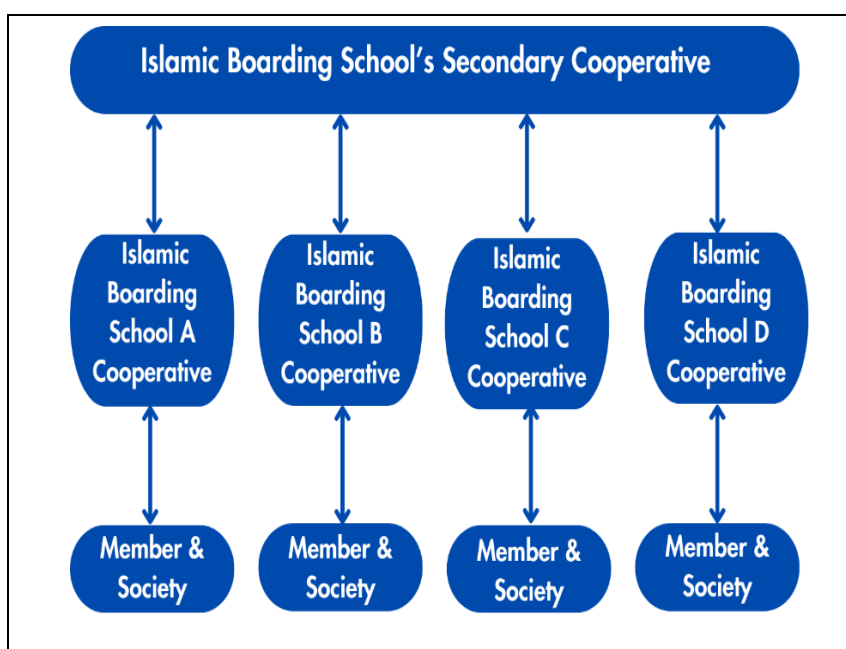 Islamic Boarding School's Secondary Cooperative
Islamic
Boarding
School A
Cooperative
Islamic
Boarding
School B
Cooperative
Islamic
Boarding
School C
Cooperative
Islamic
Boarding
School D
Cooperative
Member &
Society
Member &
Society
Member &
Society
Member &
Society